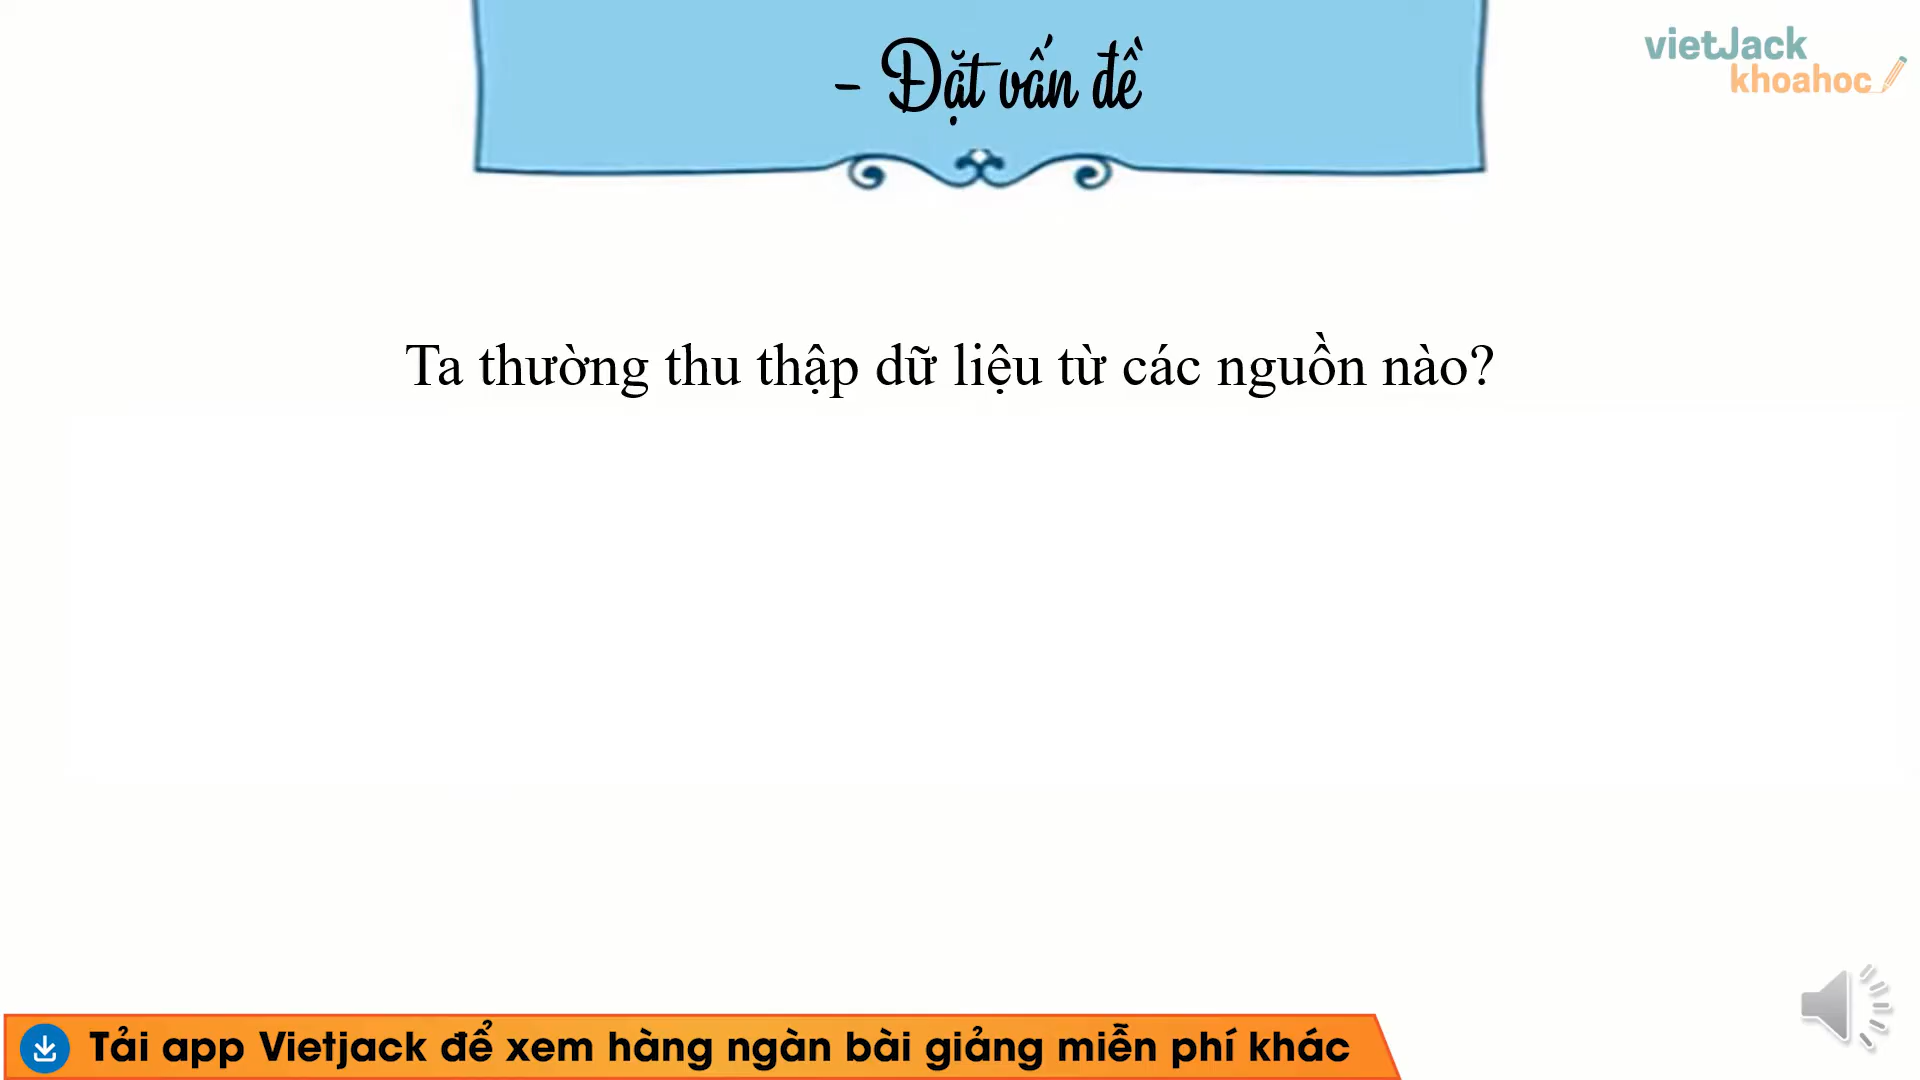 - Đặt vấn đề
vietJack
khoahoc
Ta thường thu thập dữ liệu từ các nguồn nào?
Tải app Vietjack để xem hàng ngàn bài giảng miễn phí khác